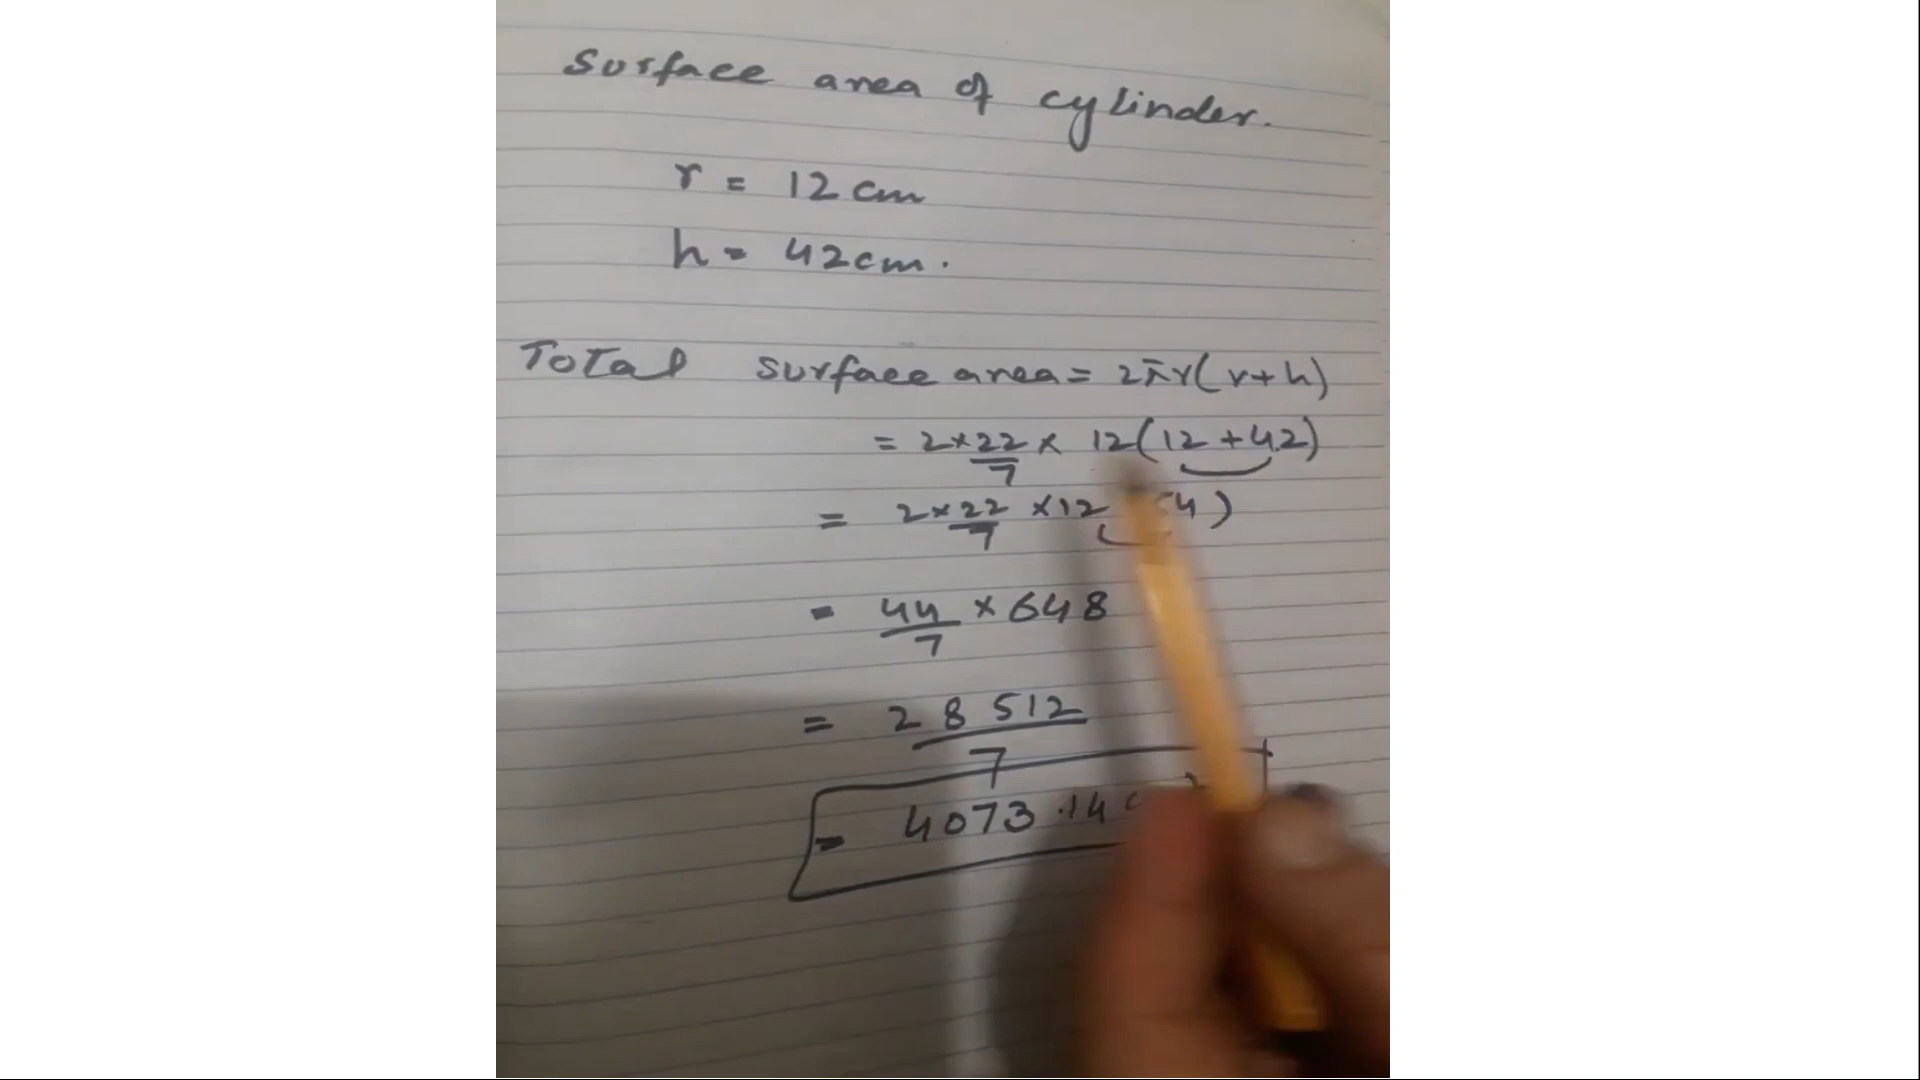 Surface area of cylinder.
r = 12 cm
h = 42cm.
Total surface area = 2πr(r+h)
= 2×22/7 × 12(12+42)
= 2×22/7 ×12 4)
= 44/7 × 648
= 28512/7
= 4073.14